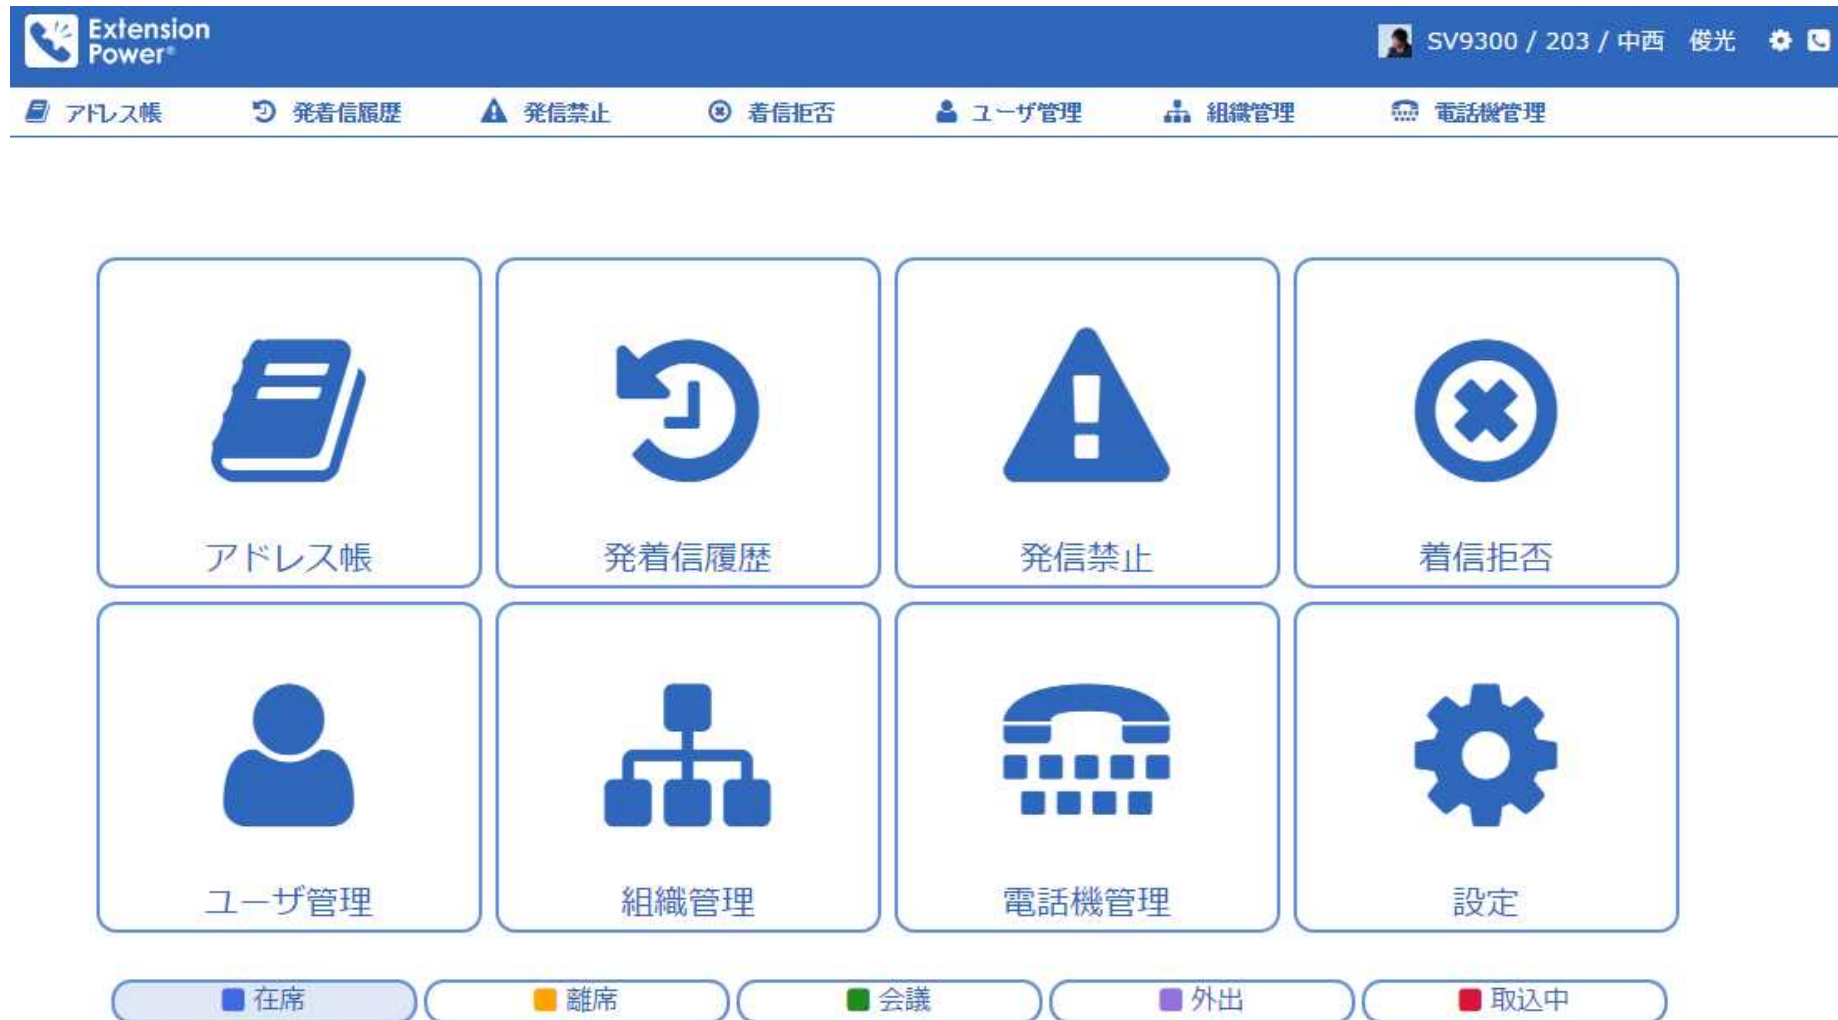 Extension
Power®
SV9300 / 203 / 中西 俊光
アドレス帳 発着信履歴 発信禁止 着信拒否 ユーザ管理 組織管理 電話機管理
アドレス帳 発着信履歴 発信禁止 着信拒否
ユーザ管理 組織管理 電話機管理 設定
在席 離席 会議 外出 取込中